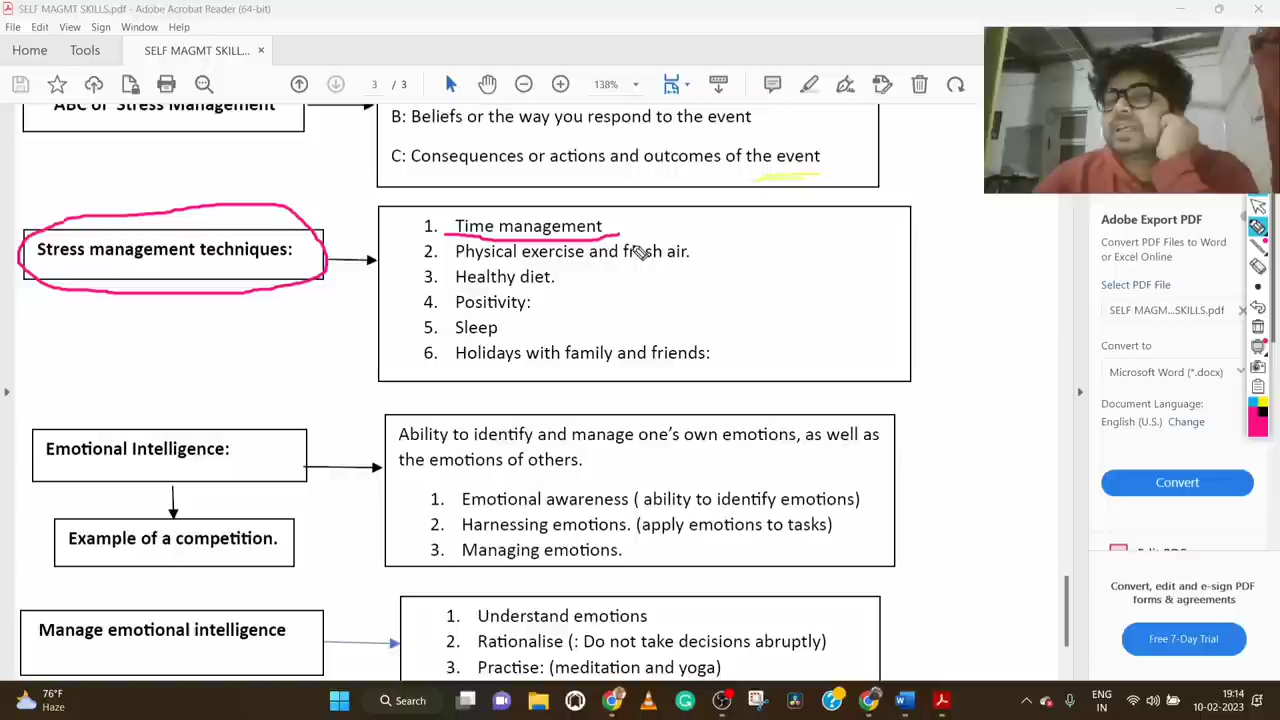 SELF MAGMT SKILLS.pdf - Adobe Acrobat Reader (64-bit)
File Edit View Sign Window Help
Home Tools SELF MAGMT SKILL... ×
3 / 3 138%
ABC of Stress Management
B: Beliefs or the way you respond to the event
C: Consequences or actions and outcomes of the event
Stress management techniques:
1. Time management
2. Physical exercise and fresh air.
3. Healthy diet.
4. Positivity:
5. Sleep
6. Holidays with family and friends:
Emotional Intelligence:
Example of a competition.
Ability to identify and manage one's own emotions, as well as
the emotions of others.
1. Emotional awareness ( ability to identify emotions)
2. Harnessing emotions. (apply emotions to tasks)
3. Managing emotions.
Manage emotional intelligence
1. Understand emotions
2. Rationalise (: Do not take decisions abruptly)
3. Practise: (meditation and yoga)
Adobe Export PDF
Convert PDF Files to Word
or Excel Online
Select PDF File
SELF MAGM...SKILLS.pdf
Convert to
Microsoft Word (*.docx)
Document Language:
English (U.S.) Change
Convert
Edit PDF
Convert, edit and e-sign PDF
forms & agreements
Free 7-Day Trial
76°F
Haze
Search
ENG
IN
19:14
10-02-2023